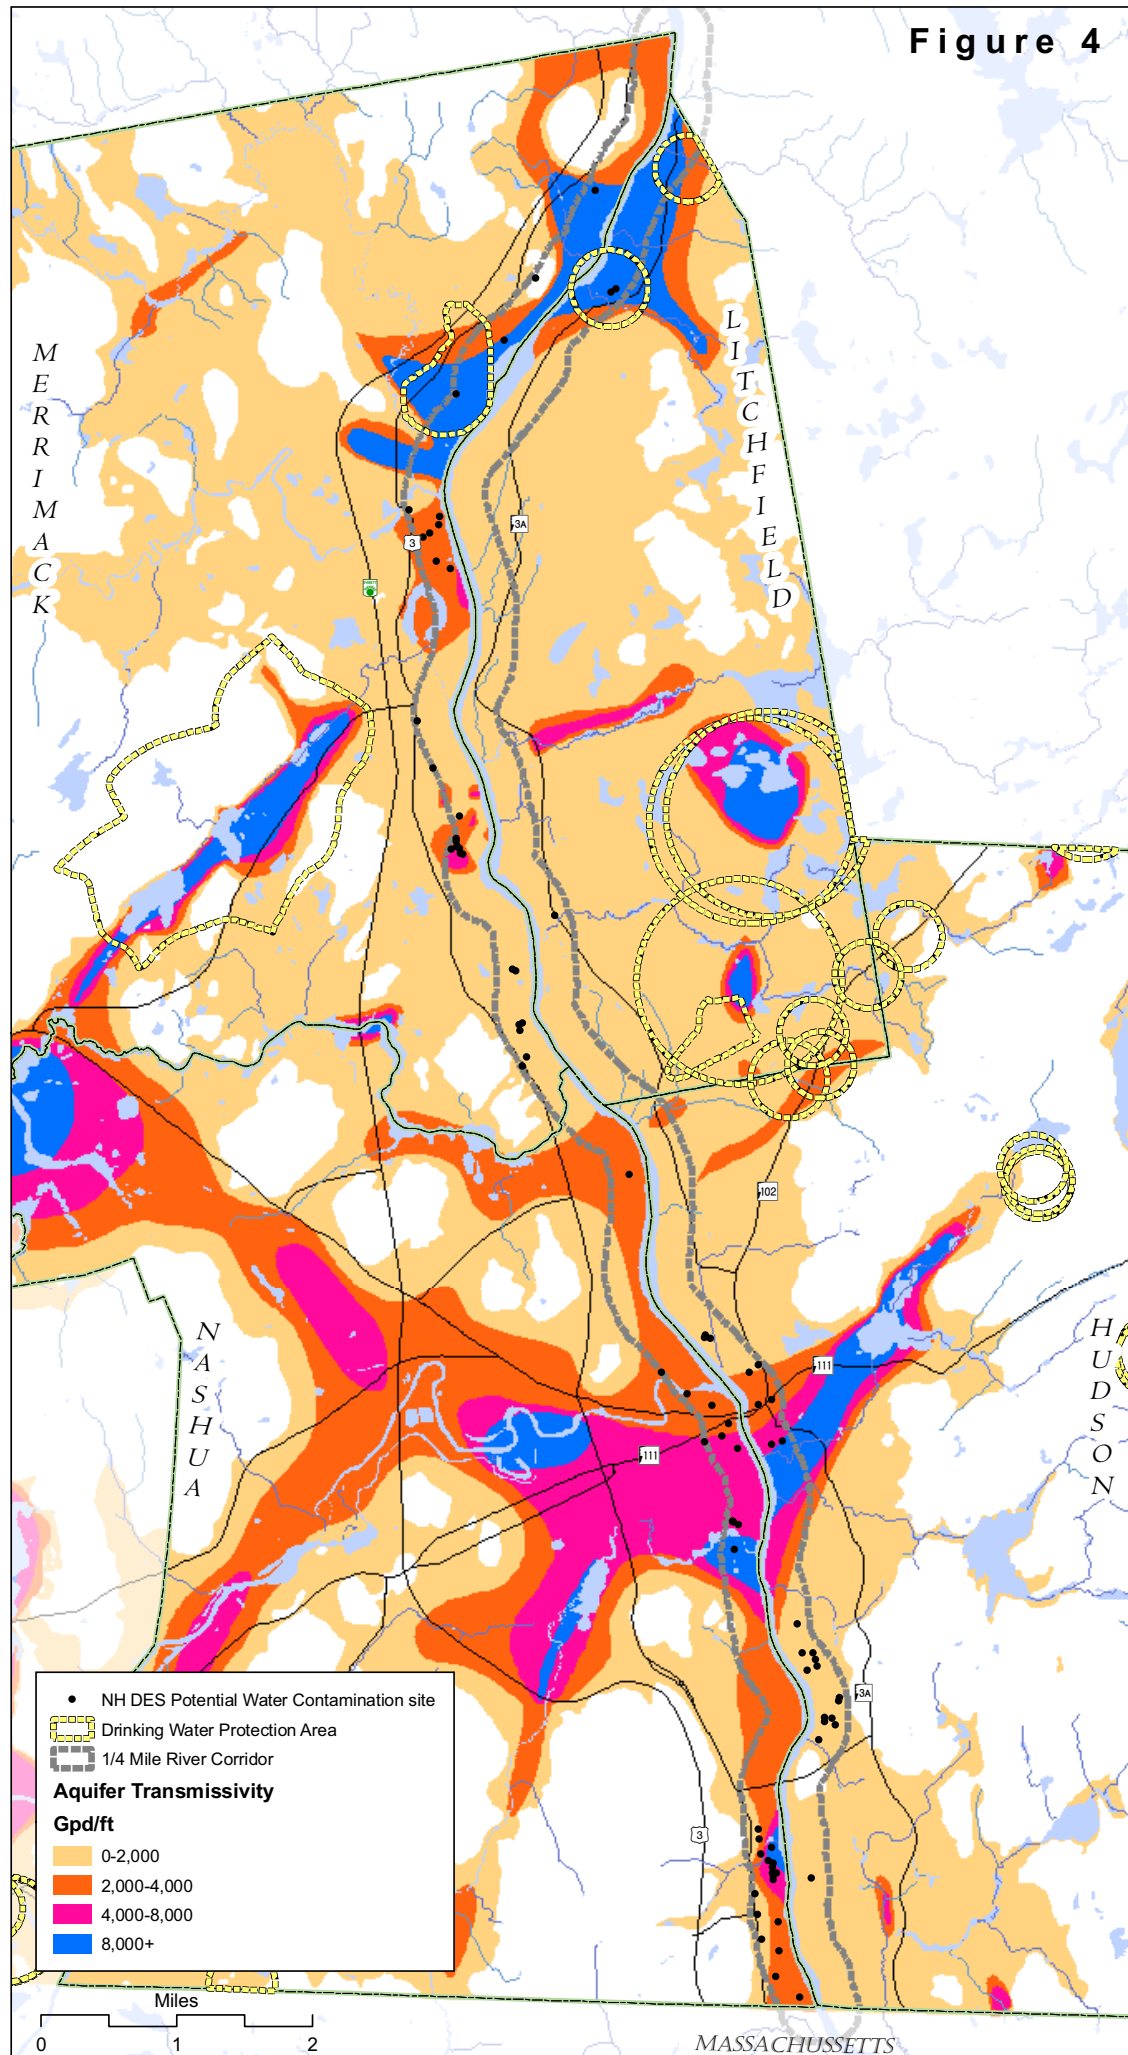 Figure 4
MERRIMACK
LITCHFIELD
3A
3
102
NASHUA
HUDSON
111
111
3A
3
NH DES Potential Water Contamination site
Drinking Water Protection Area
1/4 Mile River Corridor
Aquifer Transmissivity
Gpd/ft
0-2,000
2,000-4,000
4,000-8,000
8,000+
Miles
0 1 2
MASSACHUSSETTS